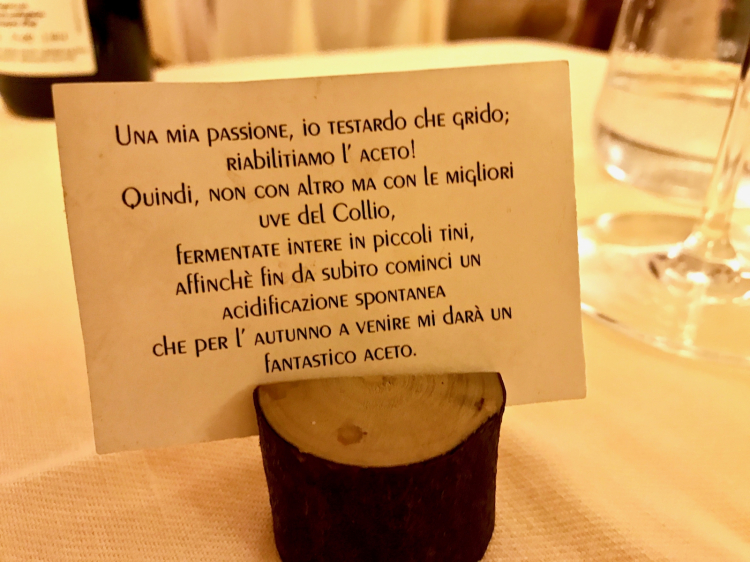 Una mia passione, io testardo che grido;
riabilitiamo l' aceto!
Quindi, non con altro ma con le migliori
uve del Collio,
fermentate intere in piccoli tini,
affinchè fin da subito cominci un
acidificazione spontanea
che per l' autunno a venire mi darà un
fantastico aceto.